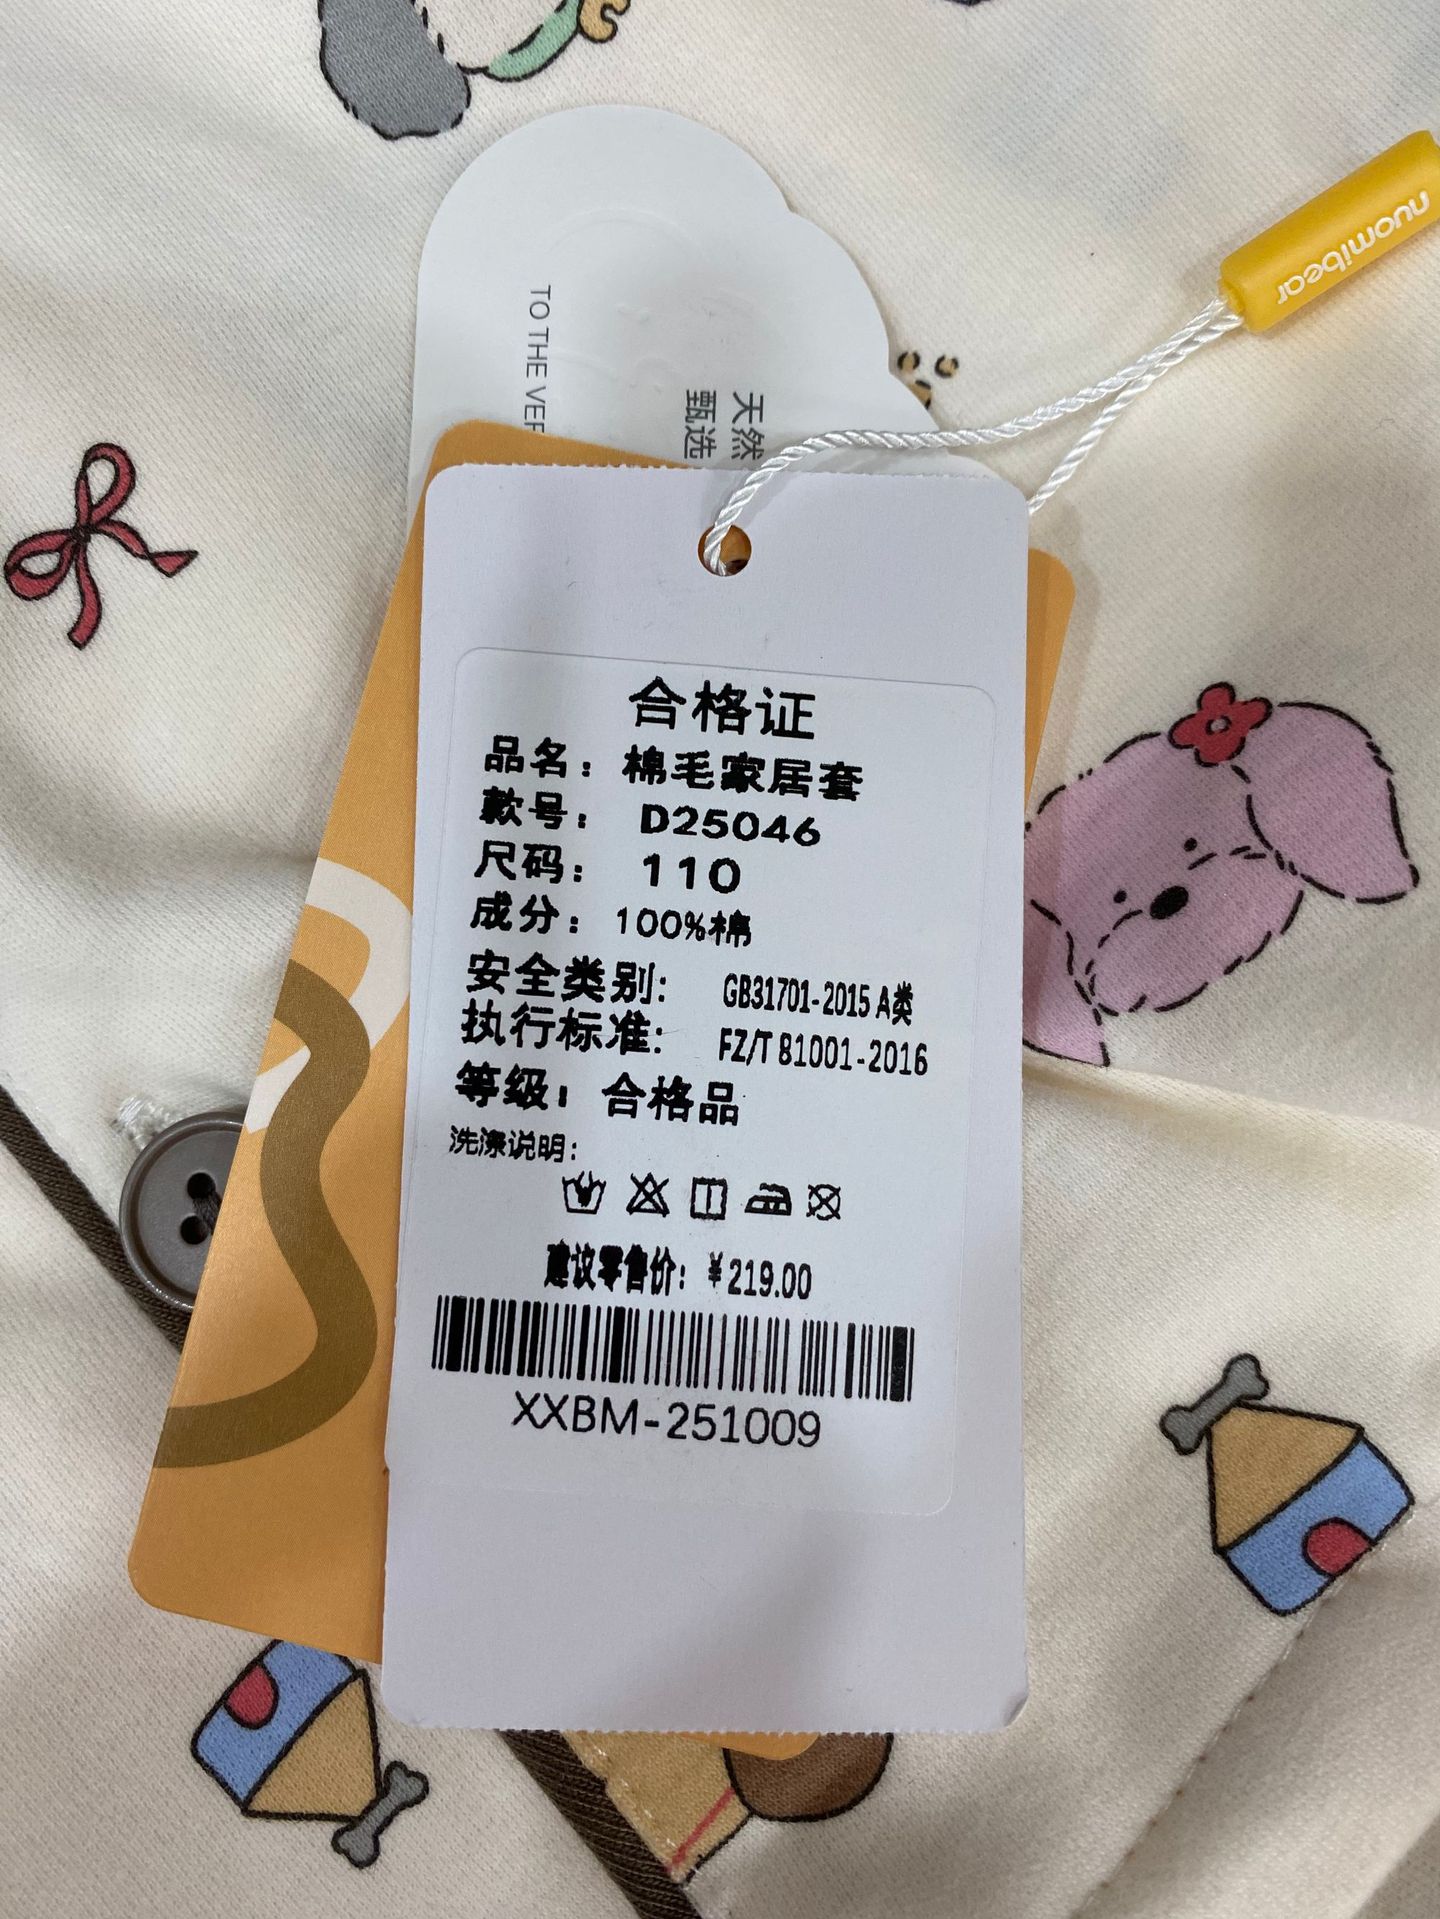 nuomibear
TO THE VER
天然
甄选
合格证
品名：棉毛家居套
款号： D25046
尺码： 110
成分：100%棉
安全类别: GB31701-2015 A类
执行标准: FZ/T 81001-2016
等级：合格品
洗涤说明:
建议零售价: ¥219.00
XXBM-251009